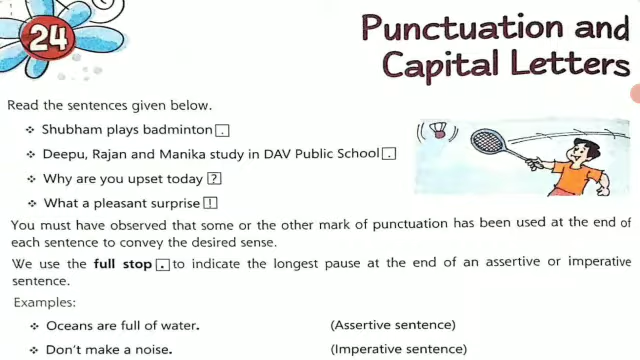 24
Punctuation and
Capital Letters
Read the sentences given below.
❖ Shubham plays badminton .
❖ Deepu, Rajan and Manika study in DAV Public School .
❖ Why are you upset today ?
❖ What a pleasant surprise !
You must have observed that some or the other mark of punctuation has been used at the end of
each sentence to convey the desired sense.
We use the full stop . to indicate the longest pause at the end of an assertive or imperative
sentence.
Examples:
❖ Oceans are full of water. (Assertive sentence)
❖ Don't make a noise. (Imperative sentence)